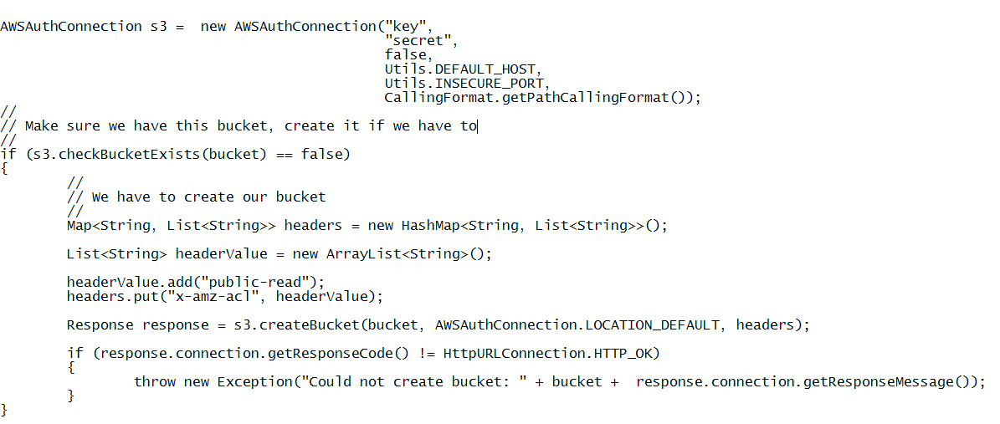 AWSAuthConnection s3 =  new AWSAuthConnection("key",
                                              "secret",
                                              false,
                                              Utils.DEFAULT_HOST,
                                              Utils.INSECURE_PORT,
                                              CallingFormat.getPathCallingFormat());
//
// Make sure we have this bucket, create it if we have to
//
if (s3.checkBucketExists(bucket) == false)
{
        //
        // We have to create our bucket
        //
        Map<String, List<String>> headers = new HashMap<String, List<String>>();

        List<String> headerValue = new ArrayList<String>();

        headerValue.add("public-read");
        headers.put("x-amz-acl", headerValue);

        Response response = s3.createBucket(bucket, AWSAuthConnection.LOCATION_DEFAULT, headers);

        if (response.connection.getResponseCode() != HttpURLConnection.HTTP_OK)
        {
                throw new Exception("Could not create bucket: " + bucket +  response.connection.getResponseMessage());
        }
}